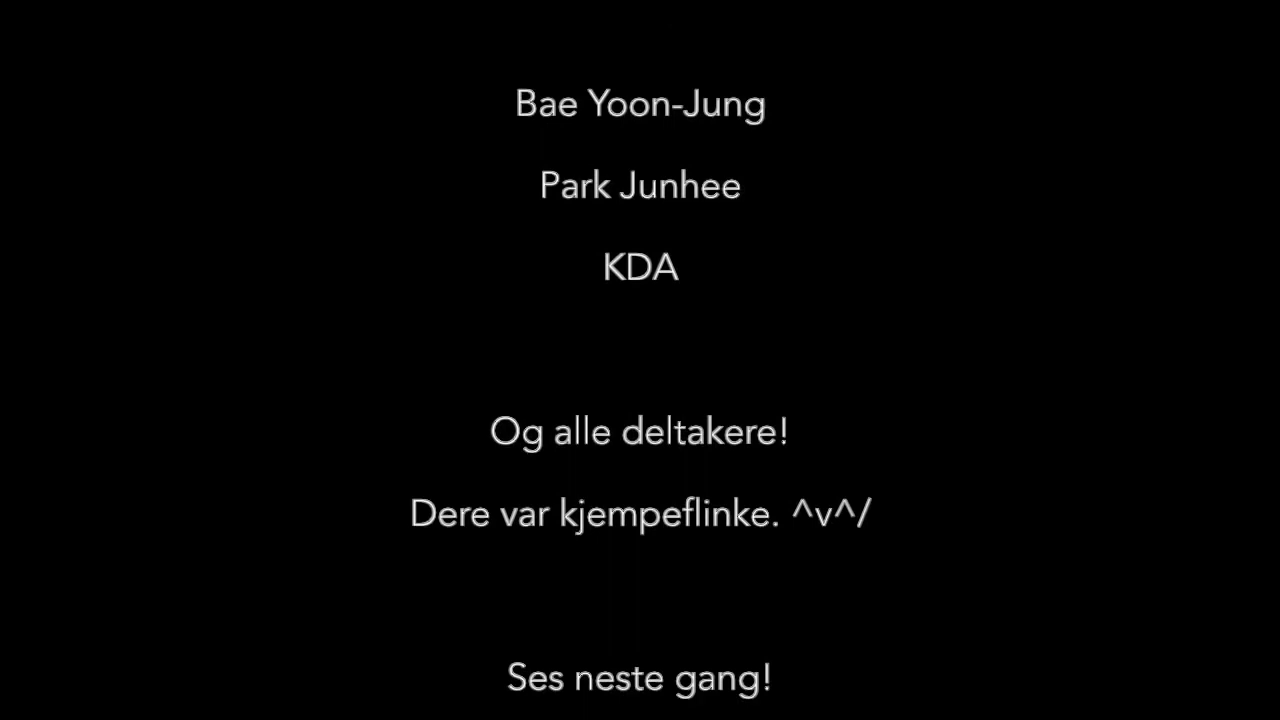 Bae Yoon-Jung
Park Junhee
KDA
Og alle deltakere!
Dere var kjempeflinke. ^v^/
Ses neste gang!